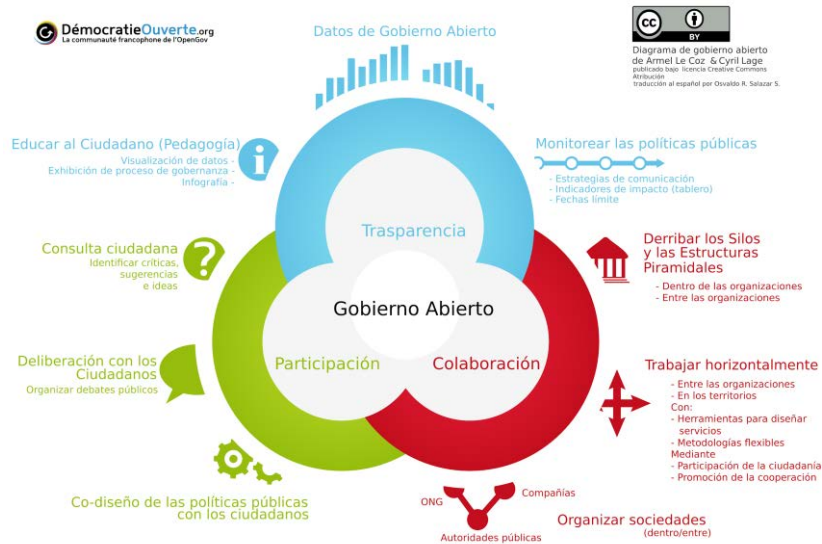 DémocratieOuverte.org
La communauté francophone de l'OpenGov
Datos de Gobierno Abierto
cc
BY
Diagrama de gobierno abierto
de Armel Le Coz & Cyril Lage
publicado bajo licencia Creative Commons
Atribución
traducción al español por Osvaldo R. Salazar S.
Educar al Ciudadano (Pedagogía)
Visualización de datos -
Exhibición de proceso de gobernanza -
Infografia -
i
Monitorear las políticas públicas
- Estrategias de comunicación
- Indicadores de impacto (tablero)
- Fechas límite
Trasparencia
Consulta ciudadana
Identificar críticas,
sugerencias
e ideas
?
Derribar los Silos
y las Estructuras
Piramidales
- Dentro de las organizaciones
- Entre las organizaciones
Gobierno Abierto
Participación
Colaboración
Deliberación con los
Ciudadanos
Organizar debates públicos
Trabajar horizontalmente
- Entre las organizaciones
- En los territorios
Con:
- Herramientas para diseñar
servicios
- Metodologías flexibles
Mediante
- Participación de la ciudadanía
- Promoción de la cooperación
Co-diseño de las políticas públicas
con los ciudadanos
ONG
Compañías
Autoridades públicas
Organizar sociedades
(dentro/entre)